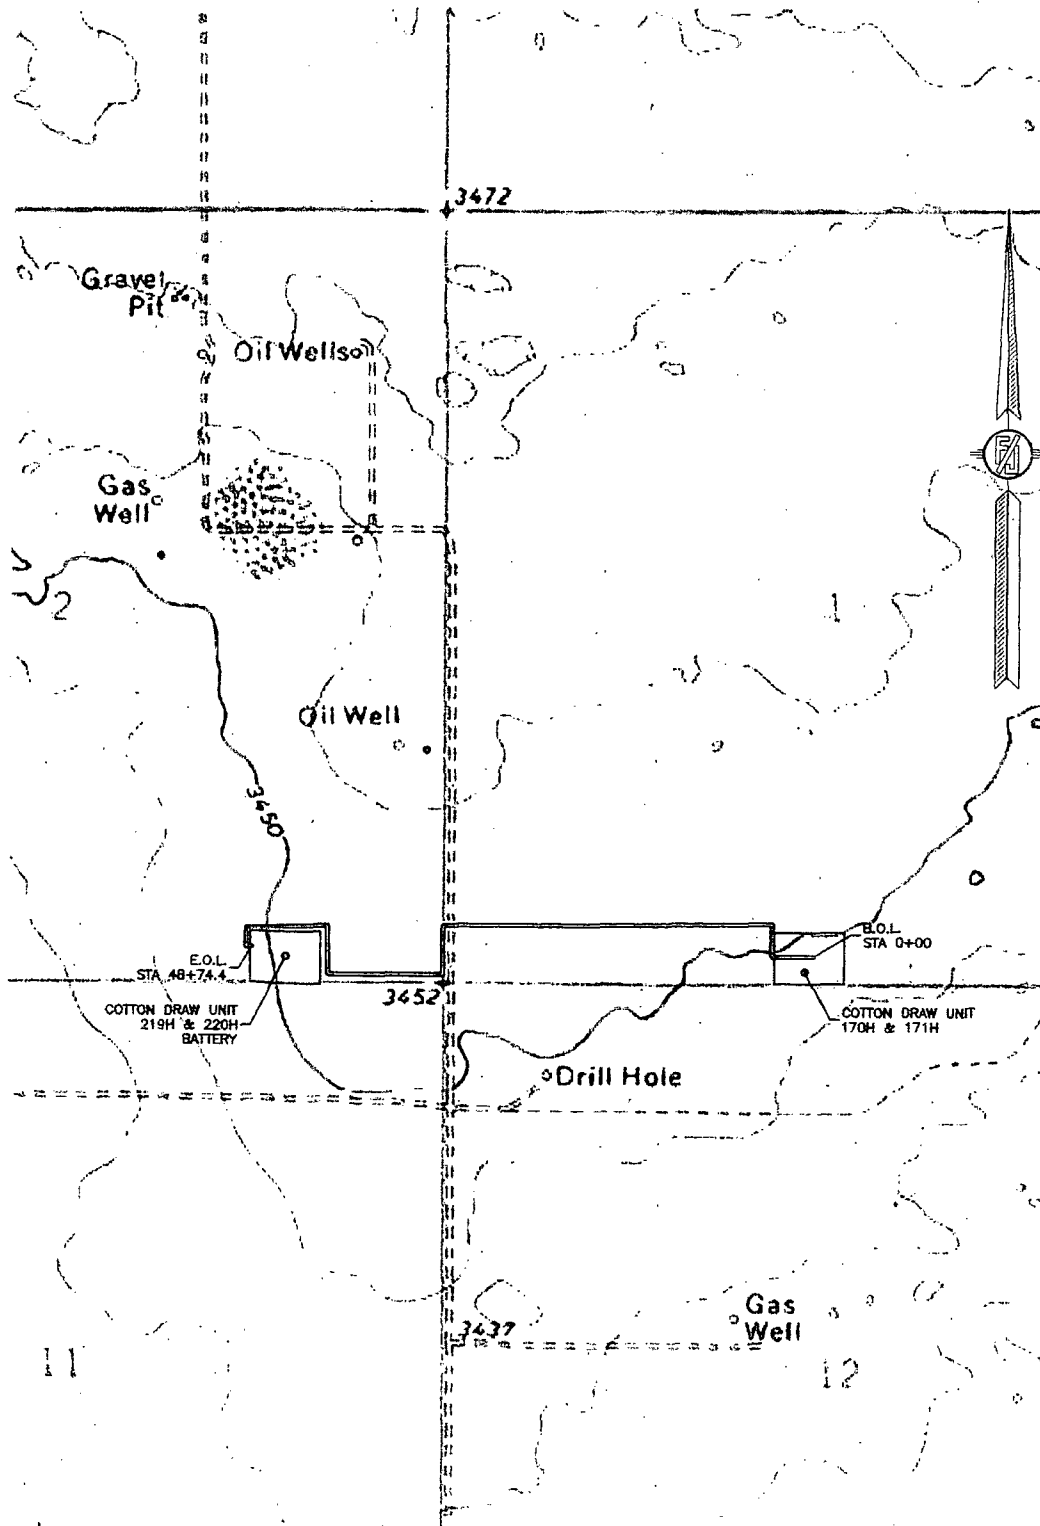 3472
Gravel
Pit
Oil Wells
Gas
Well
2
1
Oil Well
3450
B.O.L.
STA 0+00
E.O.L.
STA 48+74.4
3452
COTTON DRAW UNIT
219H & 220H
BATTERY
COTTON DRAW UNIT
170H & 171H
Drill Hole
Gas
Well
3437
11
12